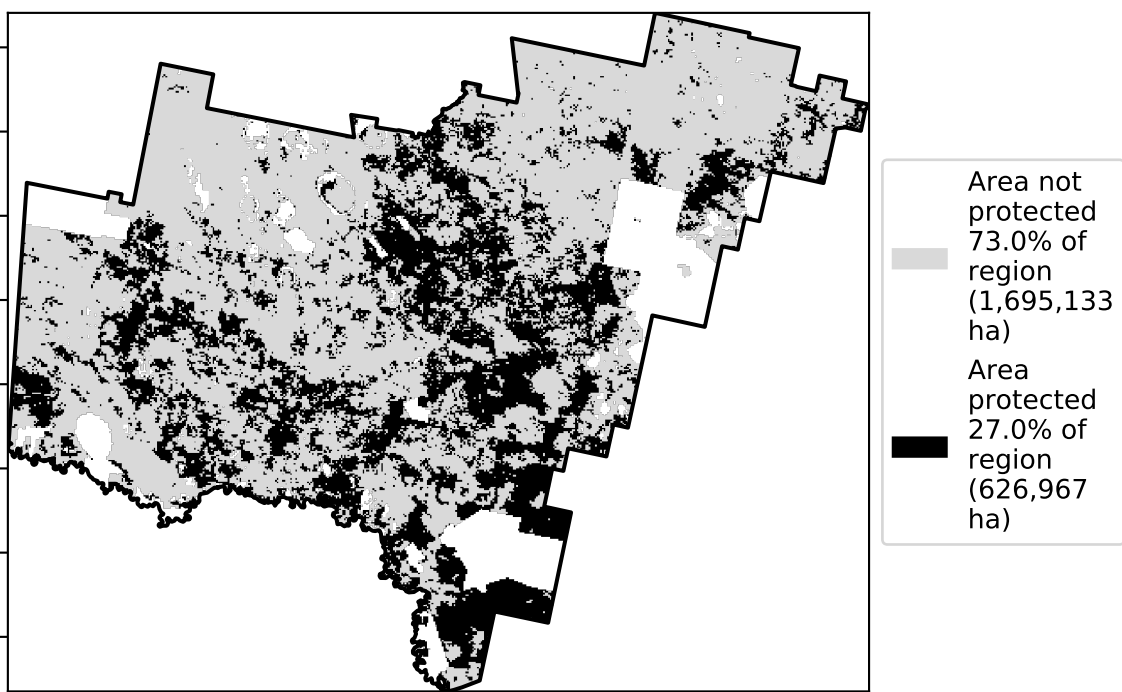 Area not
protected
73.0% of
region
(1,695,133
ha)
Area
protected
27.0% of
region
(626,967
ha)